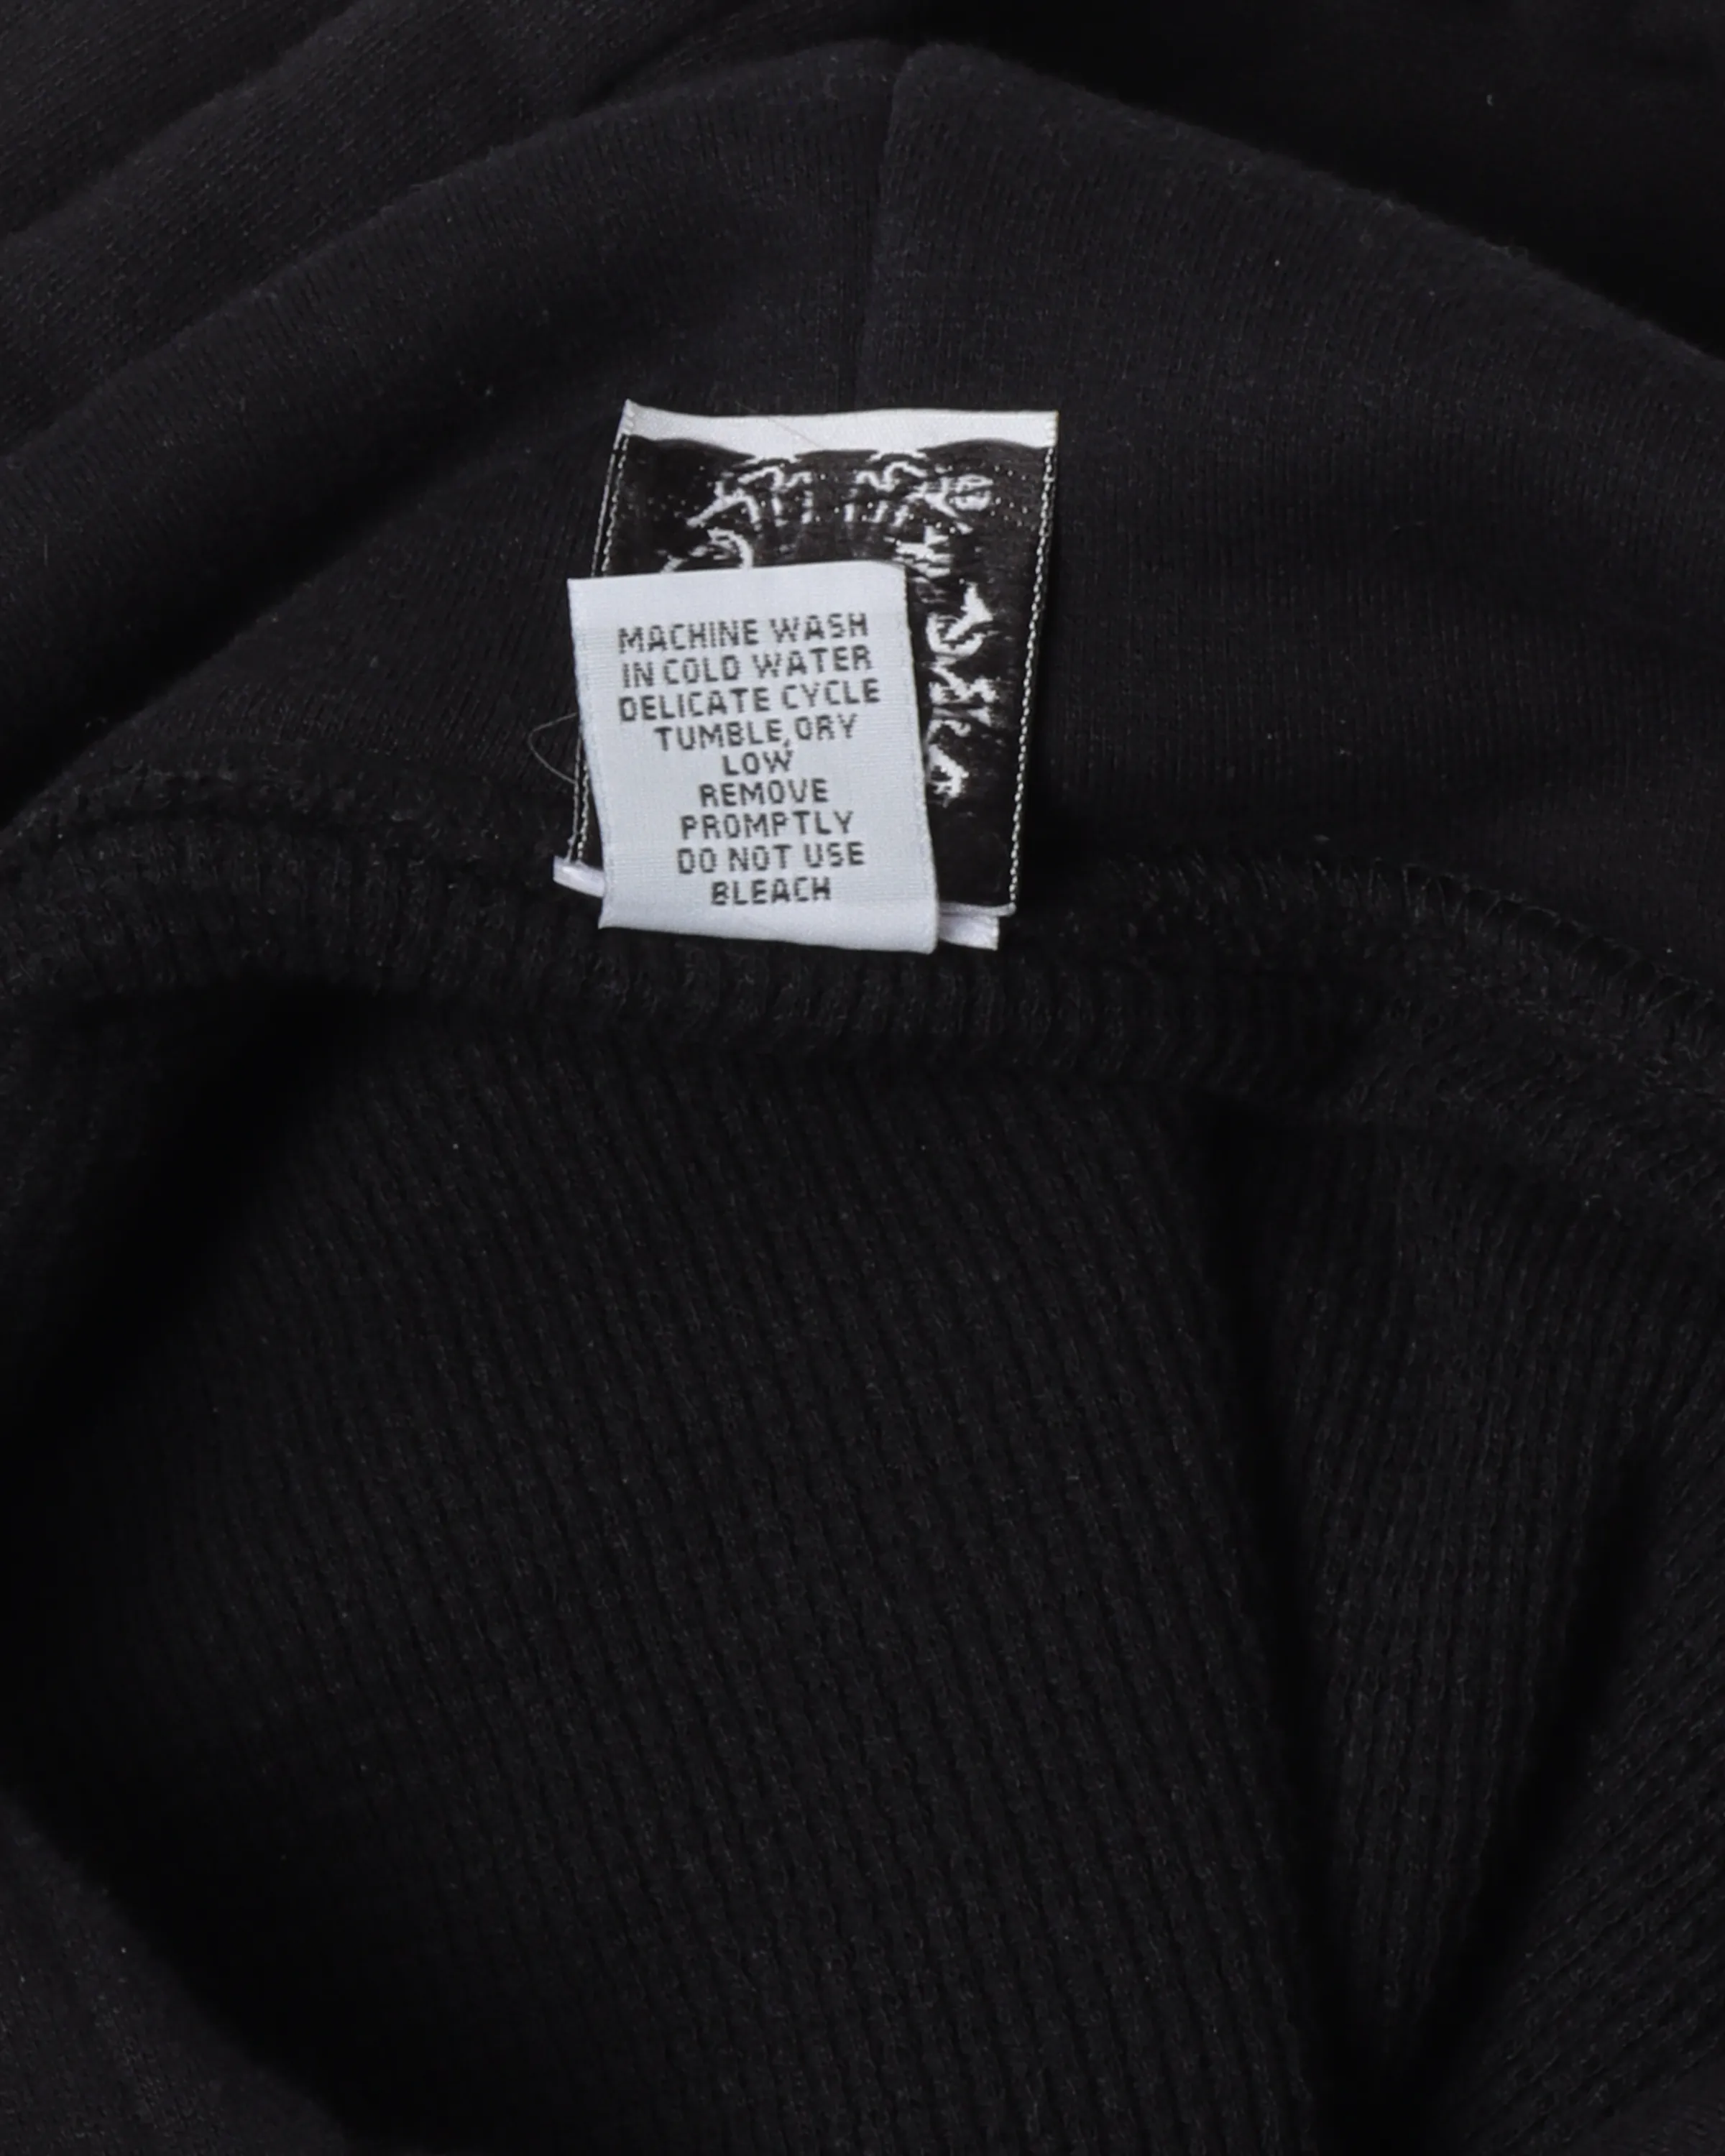 MACHINE WASH
IN COLD WATER
DELICATE CYCLE
TUMBLE DRY
LOW
REMOVE
PROMPTLY
DO NOT USE
BLEACH